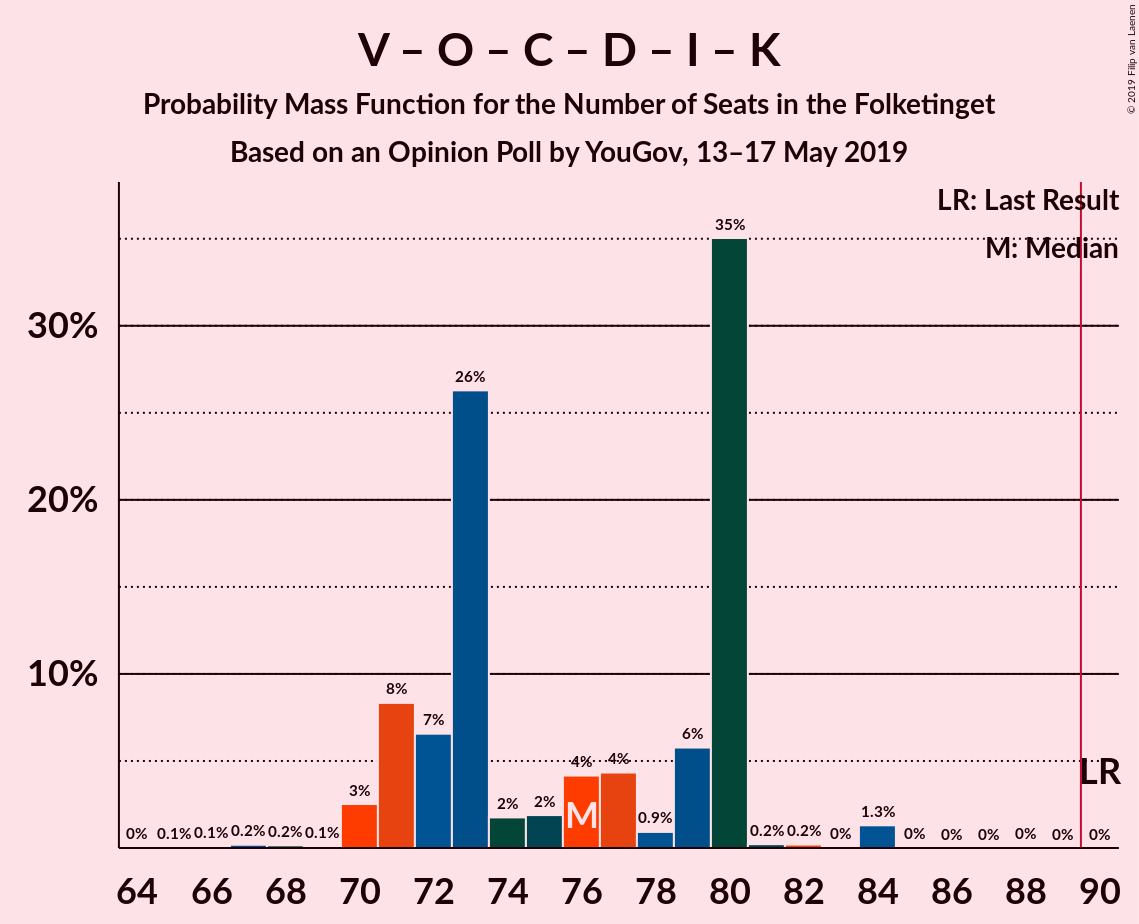 V – O – C – D – I – K
Probability Mass Function for the Number of Seats in the Folketinget
Based on an Opinion Poll by YouGov, 13–17 May 2019
© 2019 Filip van Laenen
LR: Last Result
M: Median
35%
30%
26%
20%
10%
8%
7%
6%
4% 4%
3%
2% 2%
M
LR
0.9%
1.3%
0% 0.1% 0.1% 0.2% 0.2% 0.1%
0.2% 0.2% 0% 0% 0% 0% 0% 0% 0%
64 66 68 70 72 74 76 78 80 82 84 86 88 90